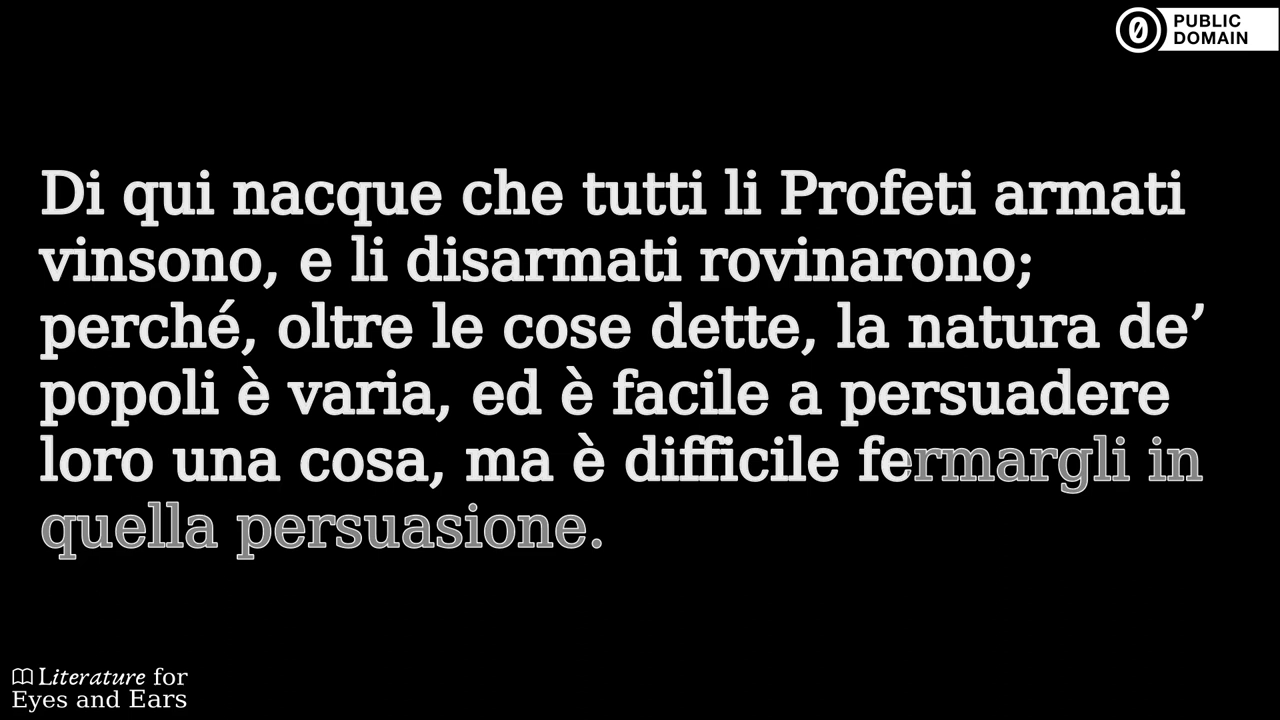 PUBLIC
DOMAIN
Di qui nacque che tutti li Profeti armati
vinsono, e li disarmati rovinarono;
perché, oltre le cose dette, la natura de’
popoli è varia, ed è facile a persuadere
loro una cosa, ma è difficile fermargli in
quella persuasione.
Literature for
Eyes and Ears